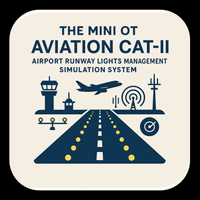 THE MINI OT
AVIATION CAT-II
AIRPORT RUNWAY LIGHTS MANAGEMENT
SIMULATION SYSTEM